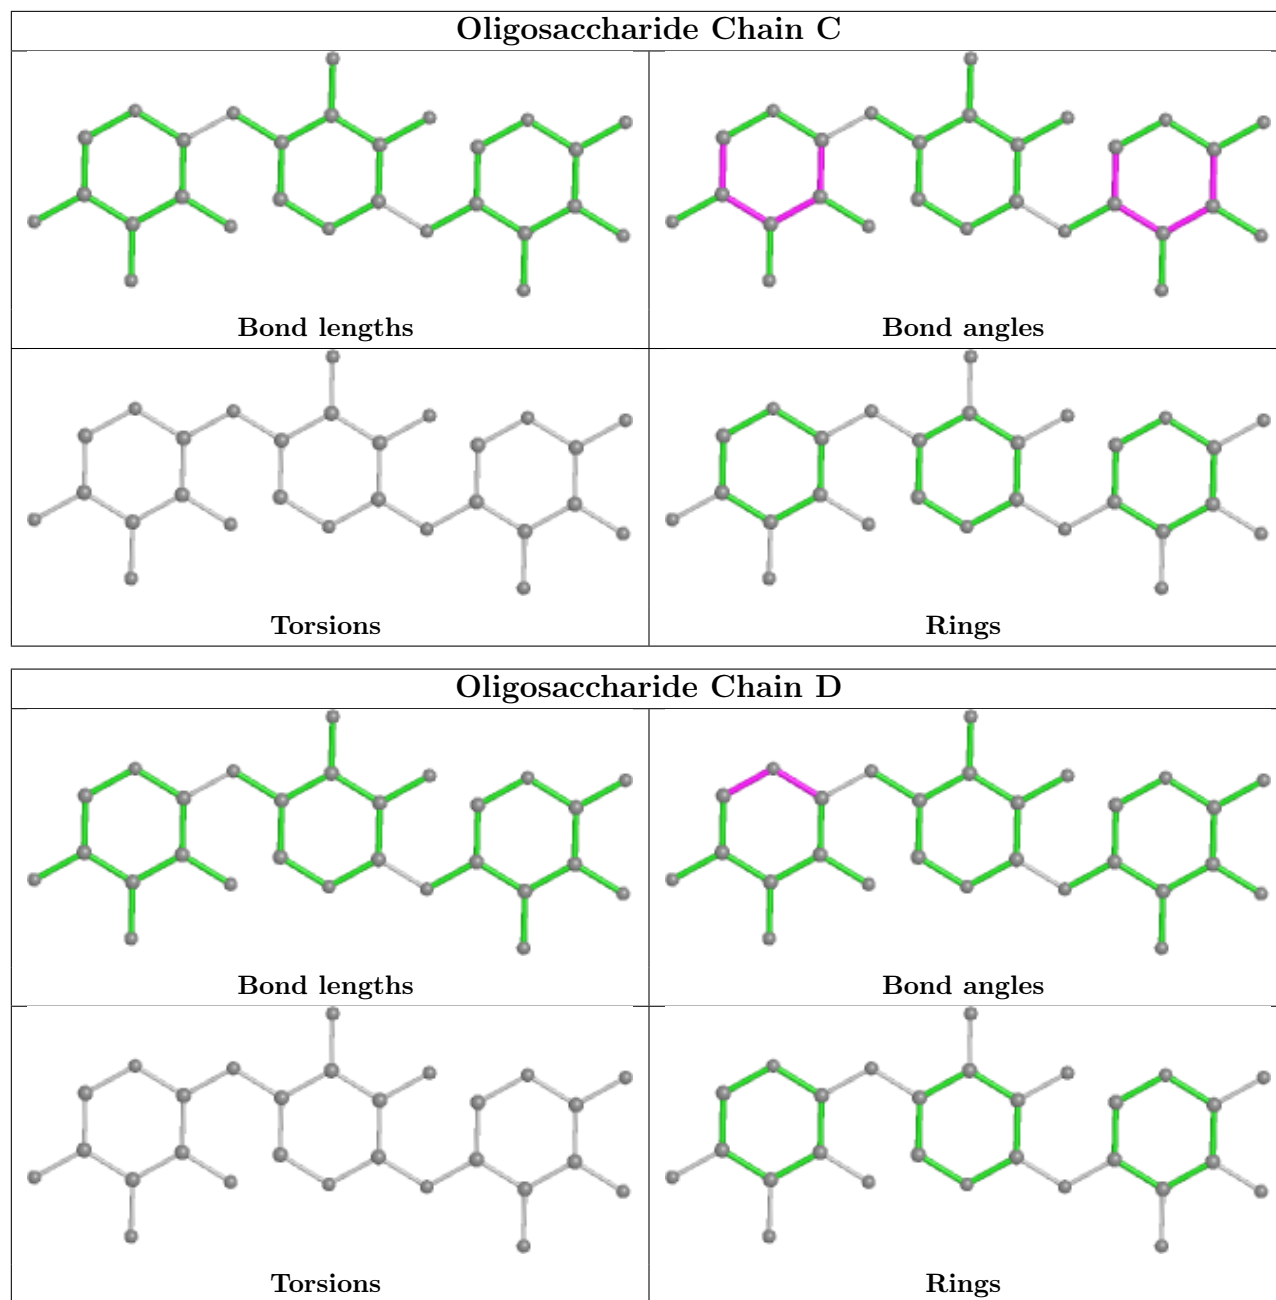 Oligosaccharide Chain C
Bond lengths
Bond angles
Torsions
Rings
Oligosaccharide Chain D
Bond lengths
Bond angles
Torsions
Rings